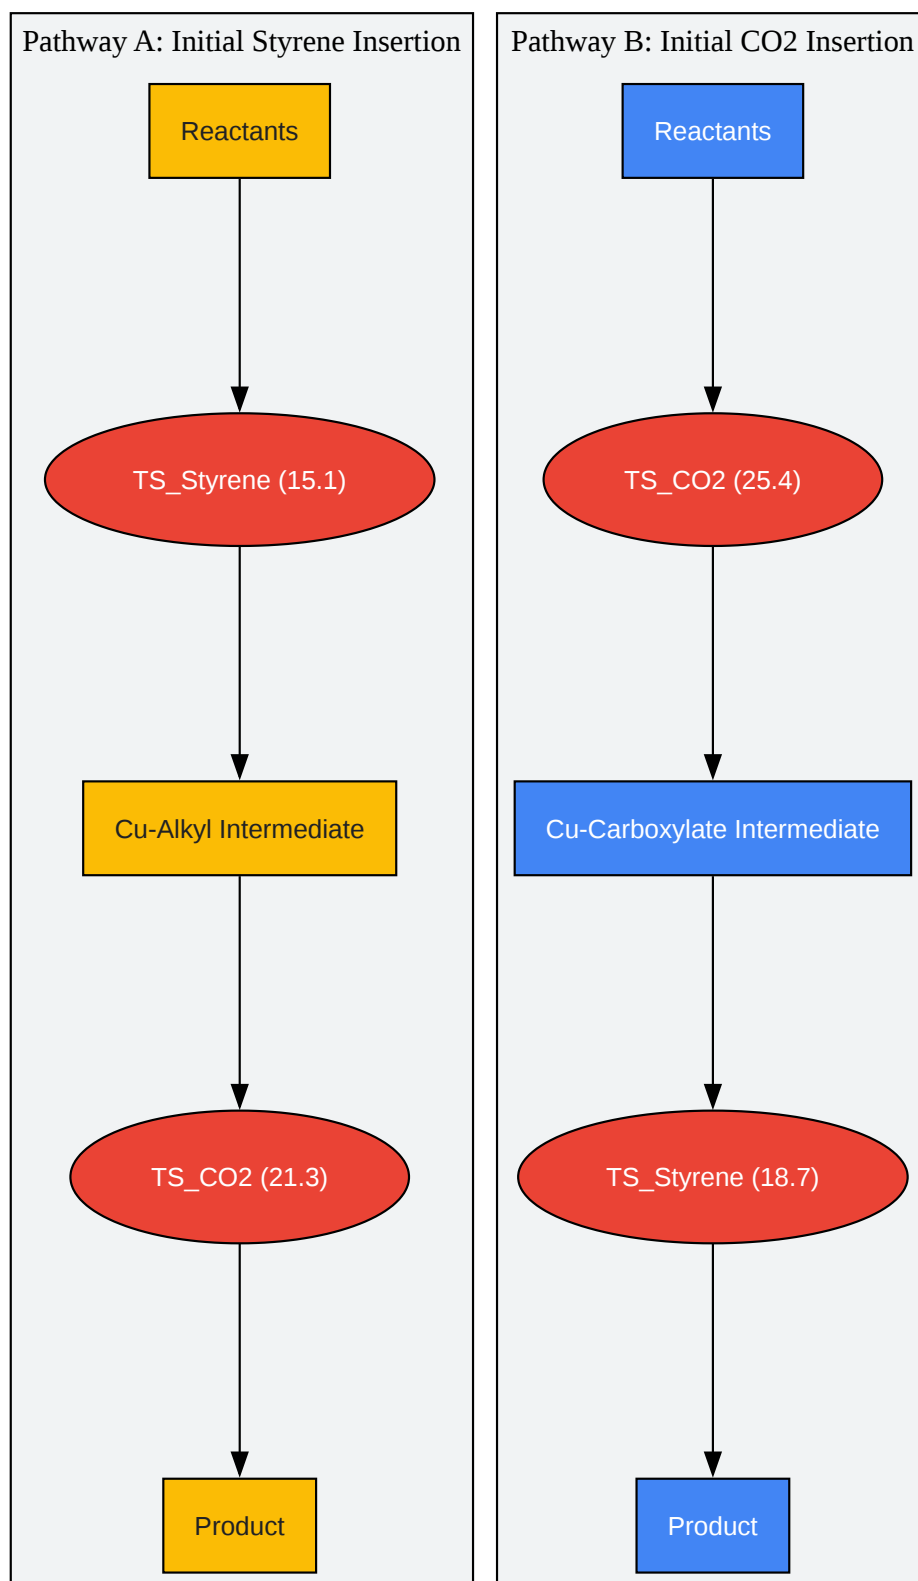 Pathway A: Initial Styrene Insertion
Reactants
TS_Styrene (15.1)
Cu-Alkyl Intermediate
TS_CO2 (21.3)
Product
Pathway B: Initial CO2 Insertion
Reactants
TS_CO2 (25.4)
Cu-Carboxylate Intermediate
TS_Styrene (18.7)
Product